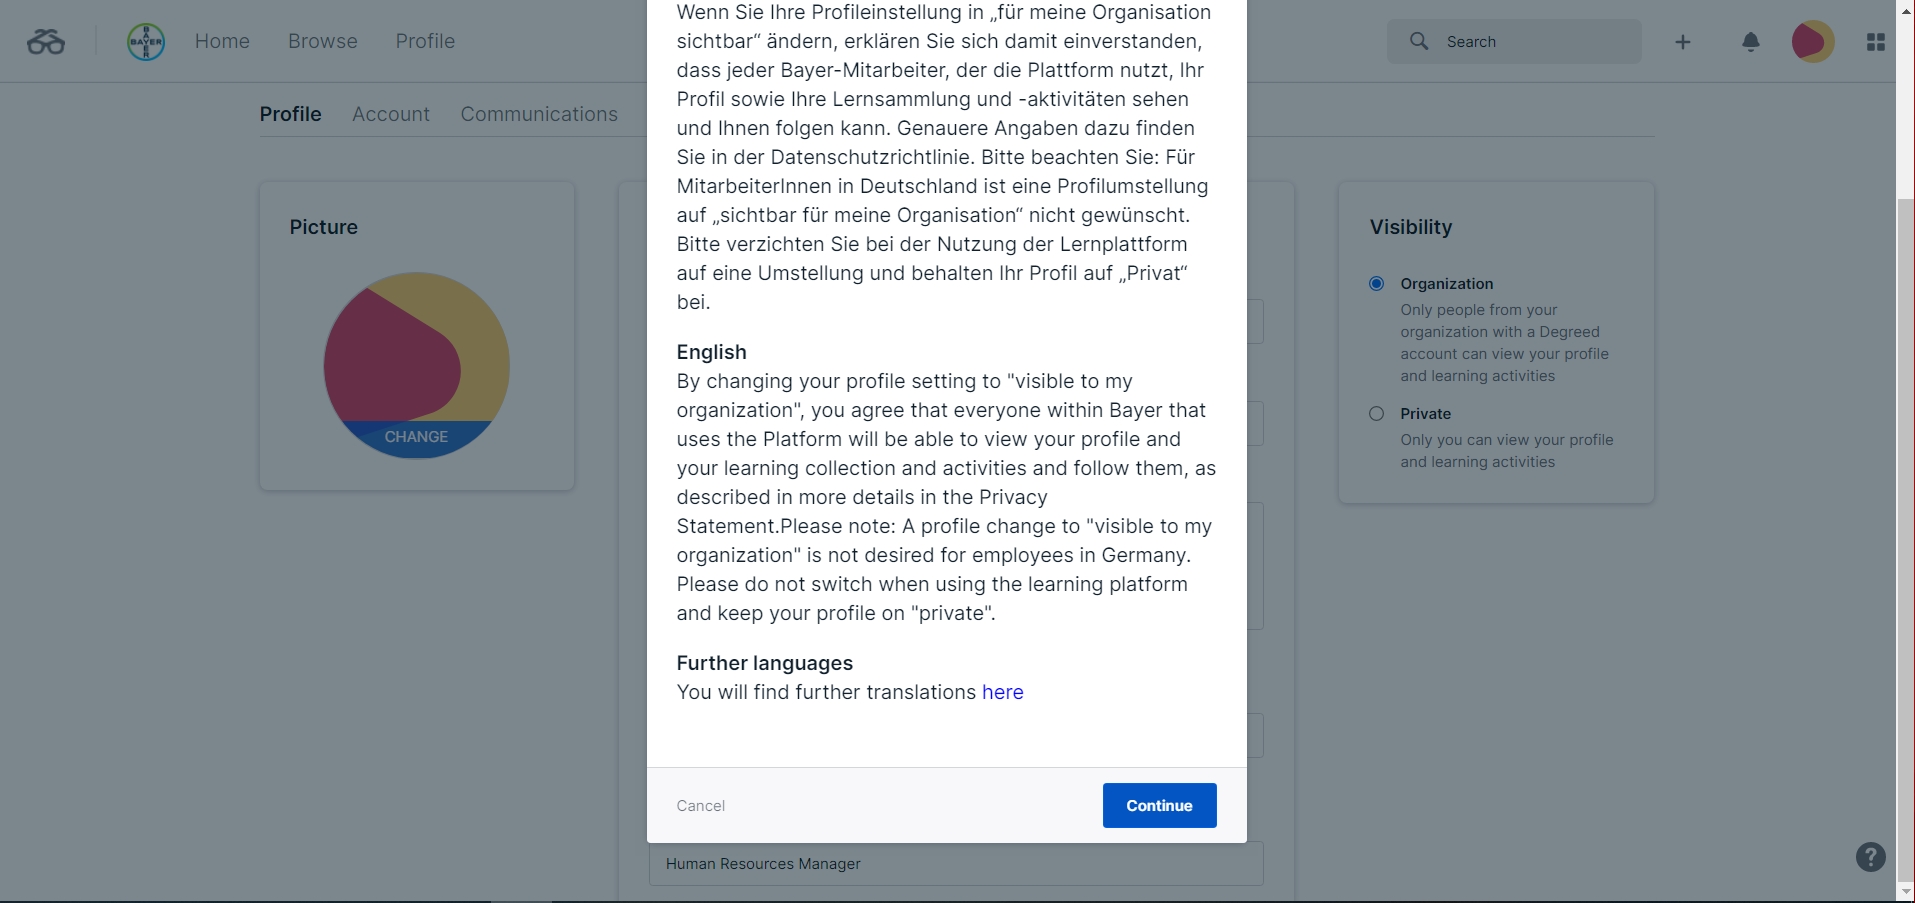 BAYER
BAYER
Home
Browse
Profile
Search
Profile
Account
Communications
Picture
CHANGE
Wenn Sie Ihre Profileinstellung in „für meine Organisation
sichtbar“ ändern, erklären Sie sich damit einverstanden,
dass jeder Bayer-Mitarbeiter, der die Plattform nutzt, Ihr
Profil sowie Ihre Lernsammlung und -aktivitäten sehen
und Ihnen folgen kann. Genauere Angaben dazu finden
Sie in der Datenschutzrichtlinie. Bitte beachten Sie: Für
MitarbeiterInnen in Deutschland ist eine Profilumstellung
auf „sichtbar für meine Organisation“ nicht gewünscht.
Bitte verzichten Sie bei der Nutzung der Lernplattform
auf eine Umstellung und behalten Ihr Profil auf „Privat“
bei.
English
By changing your profile setting to "visible to my
organization", you agree that everyone within Bayer that
uses the Platform will be able to view your profile and
your learning collection and activities and follow them, as
described in more details in the Privacy
Statement.Please note: A profile change to "visible to my
organization" is not desired for employees in Germany.
Please do not switch when using the learning platform
and keep your profile on "private".
Further languages
You will find further translations here
Cancel
Continue
Human Resources Manager
Visibility
Organization
Only people from your
organization with a Degreed
account can view your profile
and learning activities
Private
Only you can view your profile
and learning activities
?